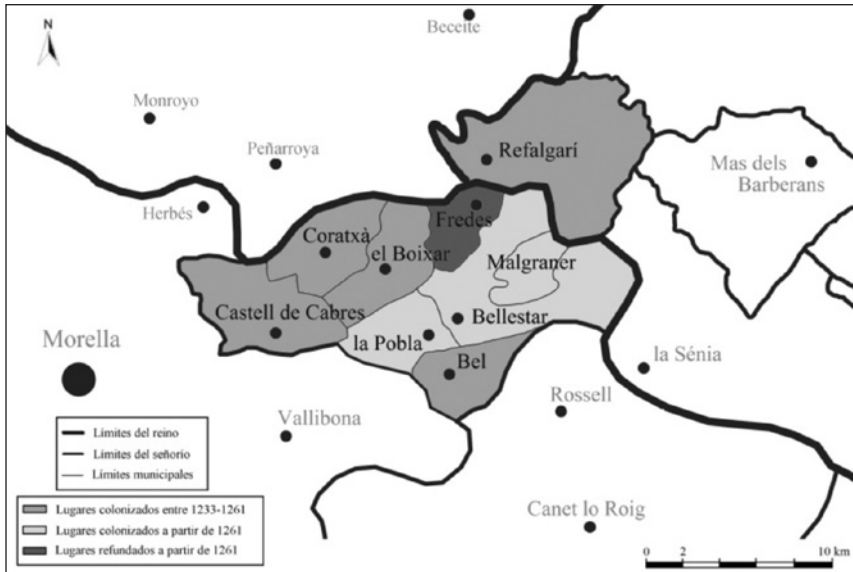 N
Beceite
Monroyo
Peñarroya
Refalgarí
Mas dels
Barberans
Herbés
Fredes
Coratxà
el Boixar
Malgraner
Castell de Cabres
Bellestar
la Pobla
Morella
Bel
la Sénia
Rossell
Vallibona
Canet lo Roig
Límites del reino
Límites del señorío
Límites municipales
Lugares colonizados entre 1233-1261
Lugares colonizados a partir de 1261
Lugares refundados a partir de 1261
0 2 10 km